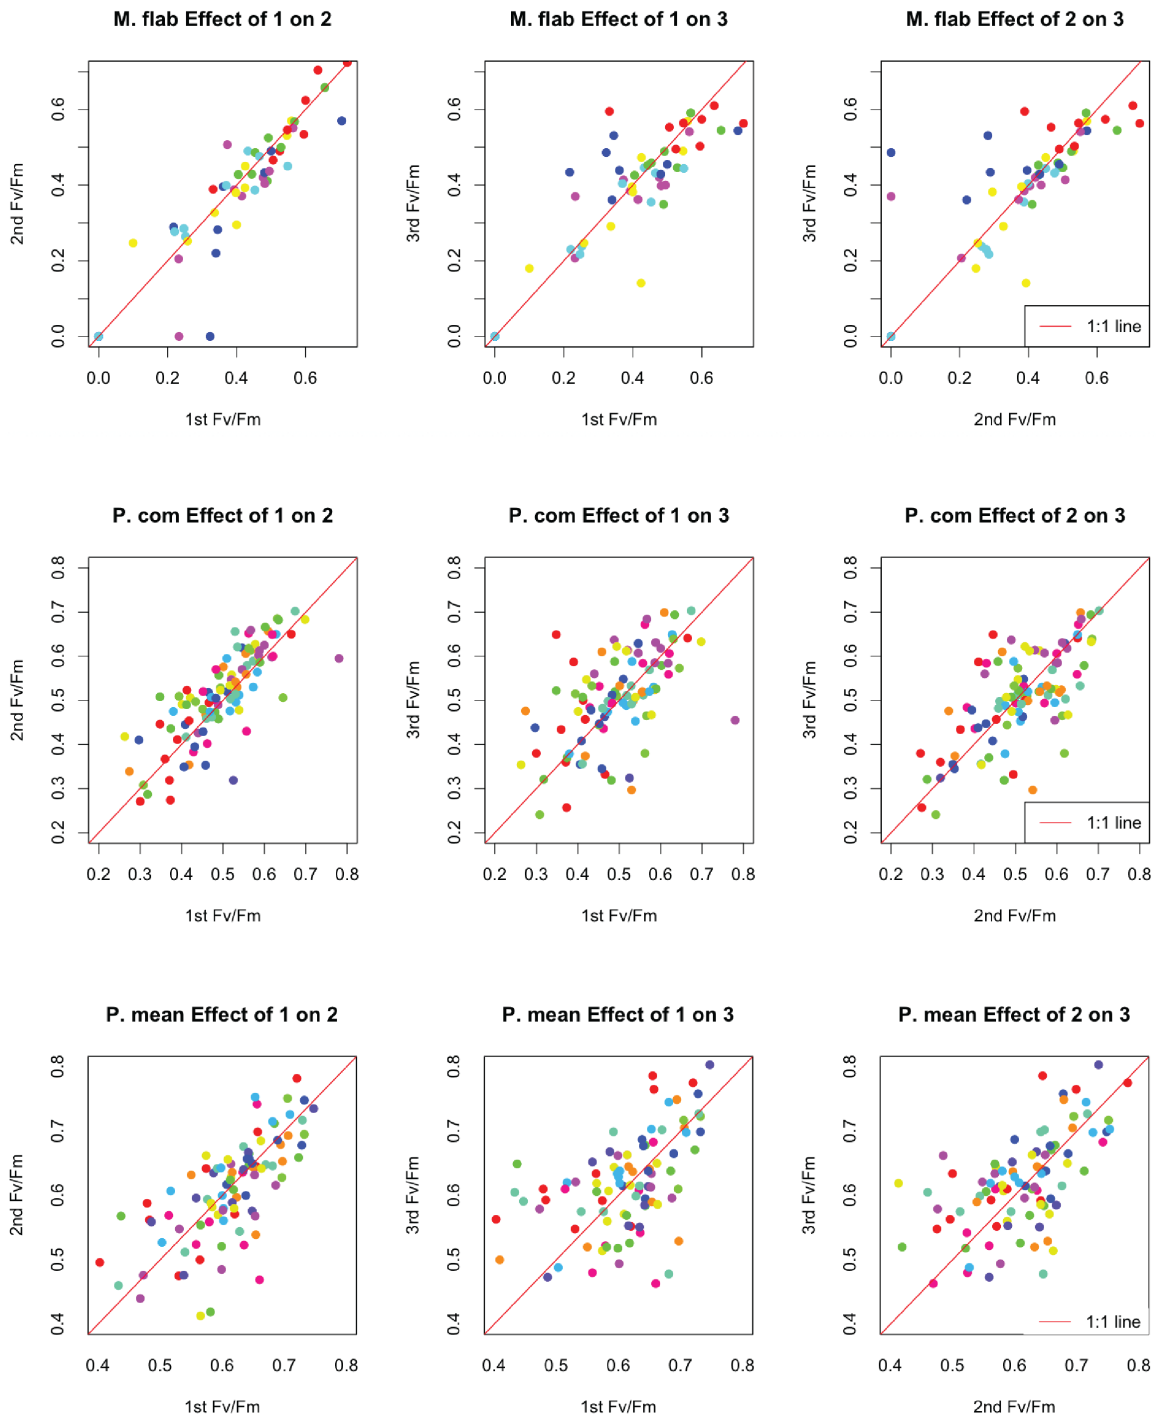 M. flab Effect of 1 on 2
M. flab Effect of 1 on 3
M. flab Effect of 2 on 3
2nd Fv/Fm
0.0 0.2 0.4 0.6
0.0 0.2 0.4 0.6
1st Fv/Fm
3rd Fv/Fm
0.0 0.2 0.4 0.6
0.0 0.2 0.4 0.6
1st Fv/Fm
3rd Fv/Fm
0.0 0.2 0.4 0.6
1:1 line
0.0 0.2 0.4 0.6
2nd Fv/Fm
P. com Effect of 1 on 2
P. com Effect of 1 on 3
P. com Effect of 2 on 3
2nd Fv/Fm
0.2 0.3 0.4 0.5 0.6 0.7 0.8
0.2 0.3 0.4 0.5 0.6 0.7 0.8
1st Fv/Fm
3rd Fv/Fm
0.2 0.3 0.4 0.5 0.6 0.7 0.8
0.2 0.3 0.4 0.5 0.6 0.7 0.8
1st Fv/Fm
3rd Fv/Fm
0.2 0.3 0.4 0.5 0.6 0.7 0.8
1:1 line
0.2 0.3 0.4 0.5 0.6 0.7 0.8
2nd Fv/Fm
P. mean Effect of 1 on 2
P. mean Effect of 1 on 3
P. mean Effect of 2 on 3
2nd Fv/Fm
0.4 0.5 0.6 0.7 0.8
0.4 0.5 0.6 0.7 0.8
1st Fv/Fm
3rd Fv/Fm
0.4 0.5 0.6 0.7 0.8
0.4 0.5 0.6 0.7 0.8
1st Fv/Fm
3rd Fv/Fm
0.4 0.5 0.6 0.7 0.8
1:1 line
0.4 0.5 0.6 0.7 0.8
2nd Fv/Fm